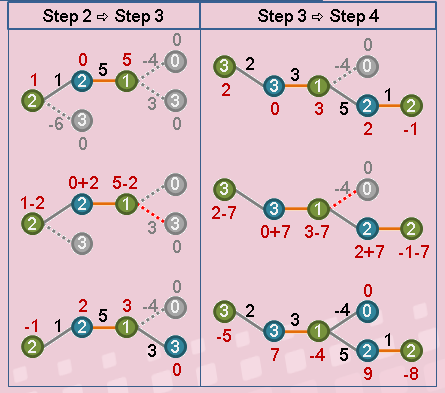 Step 2 ⇨ Step 3
0
0 5 -4 0
1 1 2 5 1
2 3 3
-6 3 0
0
0
0+2 5-2 0
1-2 2 1 0
2 3 3
3 0
0
2 3 -4 0
-1 1 2 5 1
2 3 3
0
Step 3 ⇨ Step 4
0
3 2 3 -4 0
2 3 1 5 1
0 3 2 2
2 -1
0
3 -4 0
2-7 3 1
0+7 3-7 2 2
2+7 -1-7
0
3 2 3 -4 0
-5 3 1 5 1
7 -4 2 2
9 -8